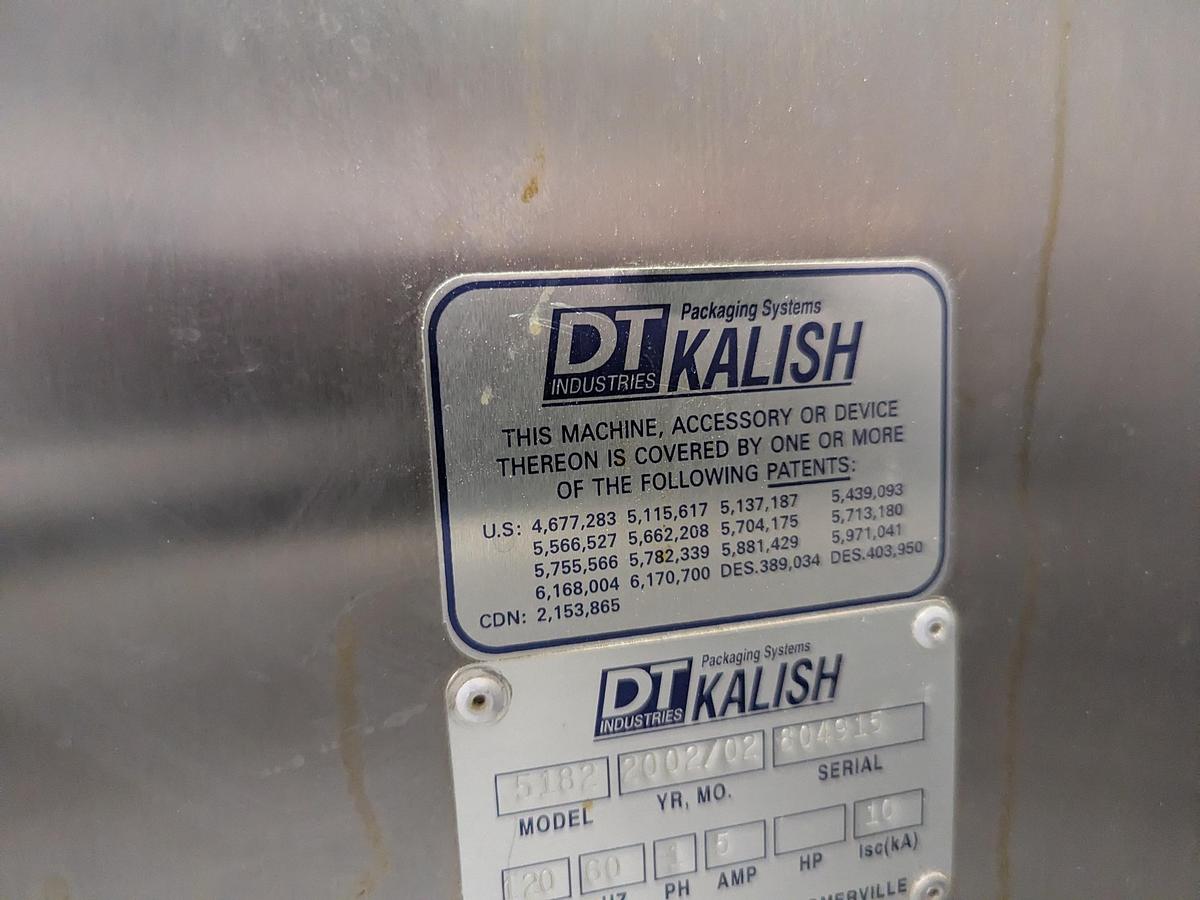 DT INDUSTRIES Packaging Systems KALISH
THIS MACHINE, ACCESSORY OR DEVICE
THEREON IS COVERED BY ONE OR MORE
OF THE FOLLOWING PATENTS:
U.S: 4,677,283 5,115,617 5,137,187 5,439,093
5,566,527 5,662,208 5,704,175 5,713,180
5,755,566 5,782,339 5,881,429 5,971,041
6,168,004 6,170,700 DES.389,034 DES.403,950
CDN: 2,153,865
DT INDUSTRIES Packaging Systems KALISH
5182 2002/02 804915
MODEL YR, MO. SERIAL
120 60 1 5 10
HZ PH AMP HP Isc(kA)